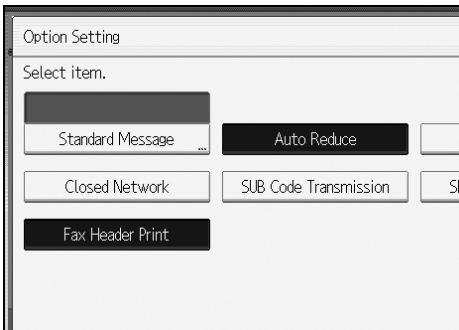 Option Setting
Select item.
Standard Message ...
Auto Reduce
Closed Network
SUB Code Transmission
Fax Header Print